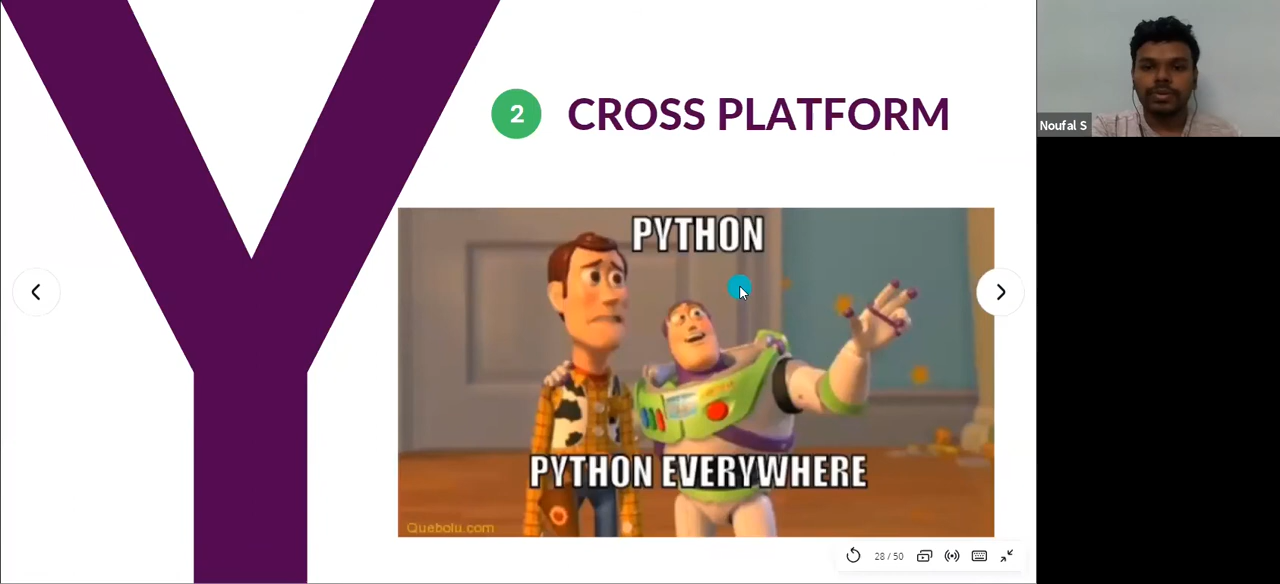 Y
2 CROSS PLATFORM
Noufal S
PYTHON
PYTHON EVERYWHERE
Quebolu.com
28 / 50